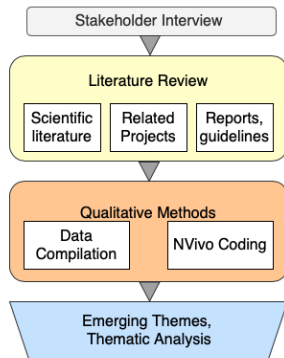 Stakeholder Interview
Literature Review
Scientific
literature
Related
Projects
Reports,
guidelines
Qualitative Methods
Data
Compilation
NVivo Coding
Emerging Themes,
Thematic Analysis